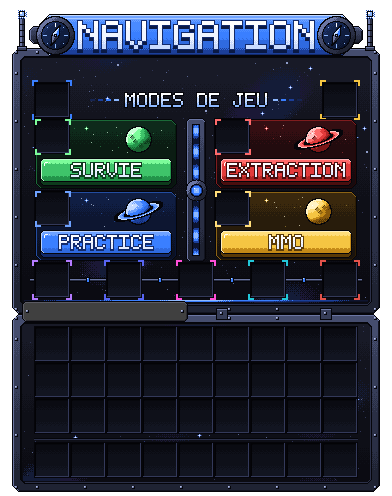 NAVIGATION
MODES DE JEU
SURVIE
EXTRACTION
PRACTICE
MMO